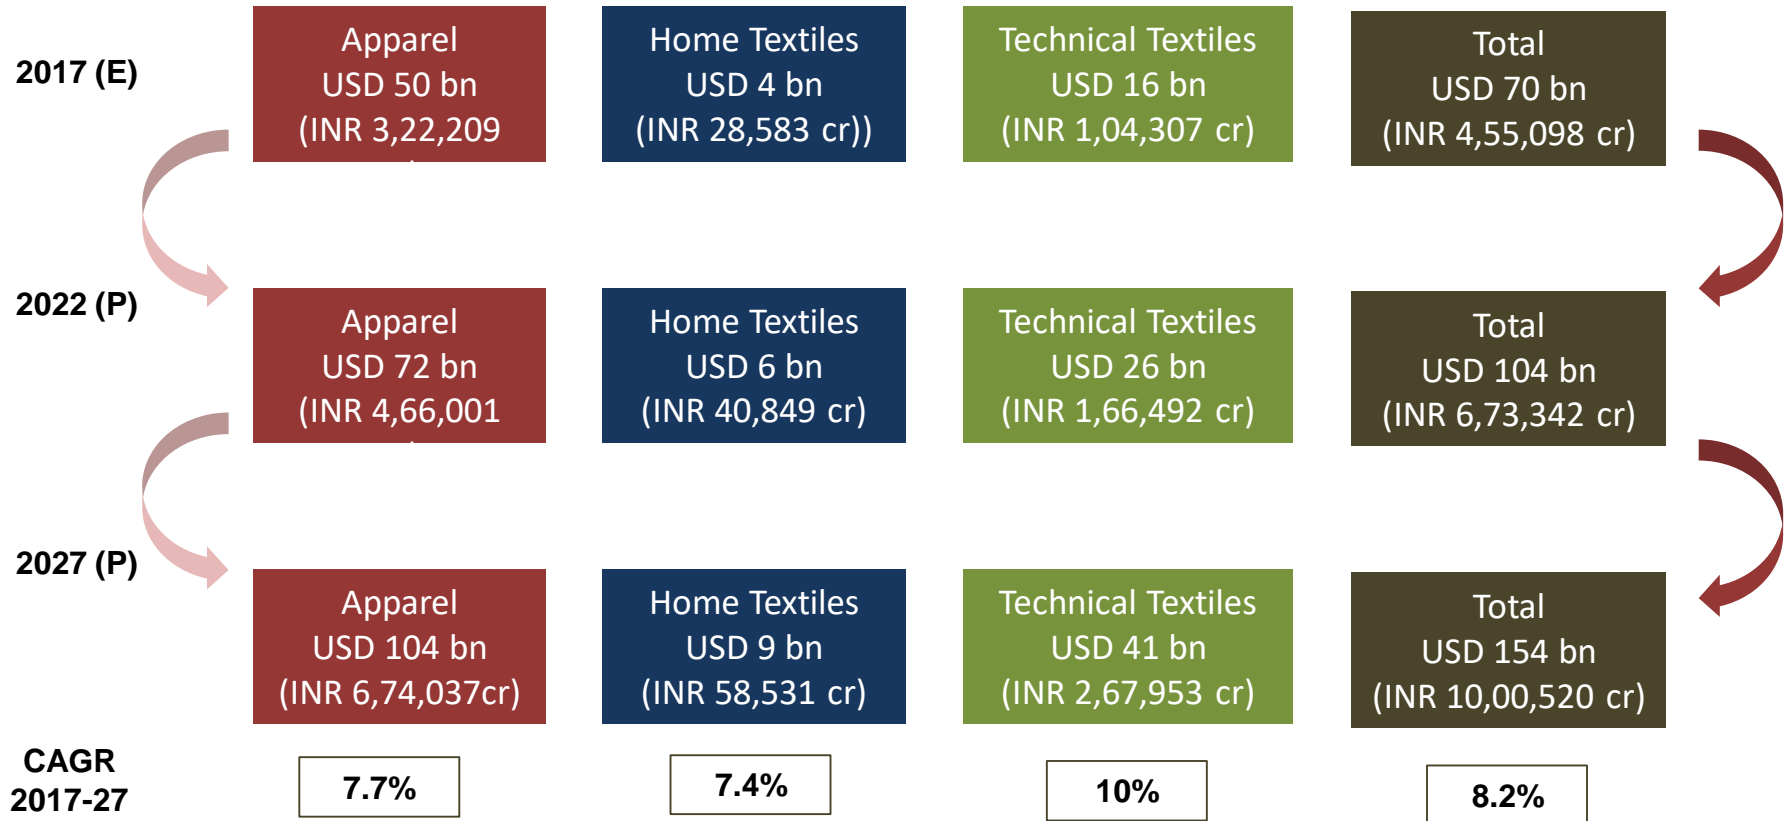 2017 (E)
Apparel
USD 50 bn
(INR 3,22,209
Home Textiles
USD 4 bn
(INR 28,583 cr))
Technical Textiles
USD 16 bn
(INR 1,04,307 cr)
Total
USD 70 bn
(INR 4,55,098 cr)
2022 (P)
Apparel
USD 72 bn
(INR 4,66,001
Home Textiles
USD 6 bn
(INR 40,849 cr)
Technical Textiles
USD 26 bn
(INR 1,66,492 cr)
Total
USD 104 bn
(INR 6,73,342 cr)
2027 (P)
Apparel
USD 104 bn
(INR 6,74,037cr)
Home Textiles
USD 9 bn
(INR 58,531 cr)
Technical Textiles
USD 41 bn
(INR 2,67,953 cr)
Total
USD 154 bn
(INR 10,00,520 cr)
CAGR
2017-27
7.7%
7.4%
10%
8.2%